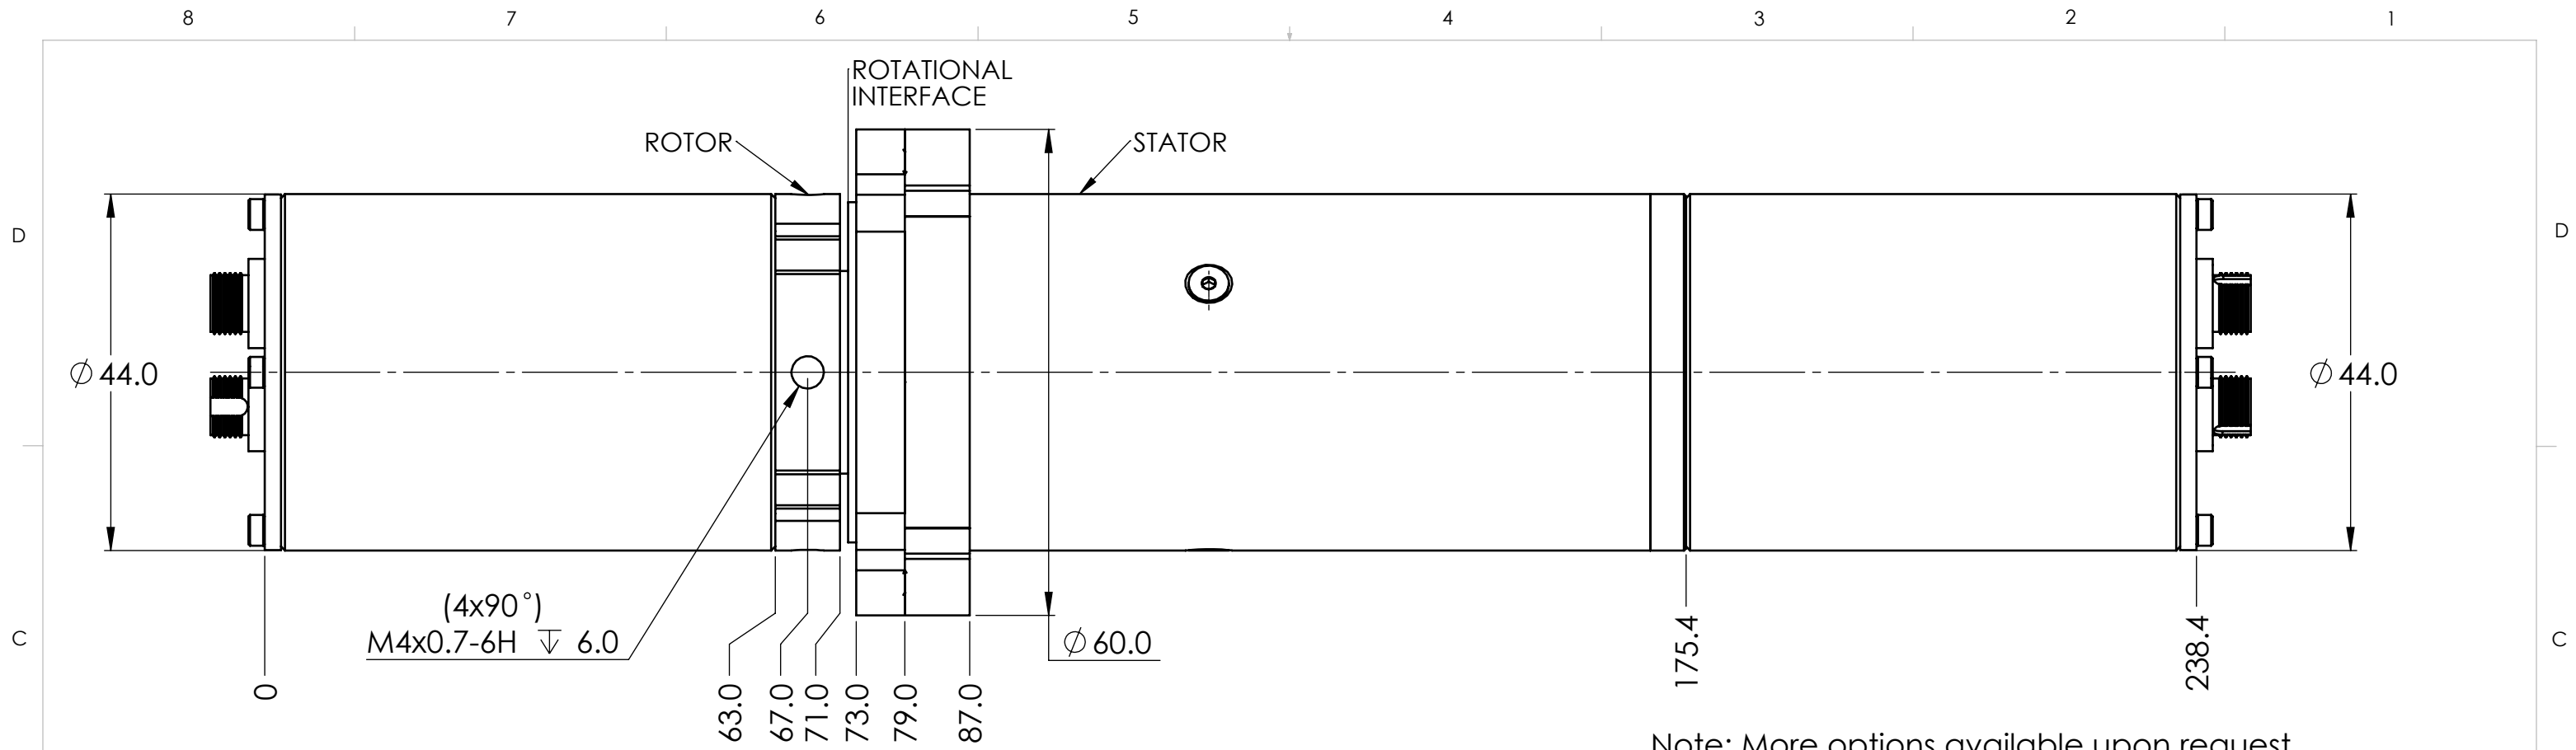 8 7 6 5 4 3 2 1
ROTATIONAL
INTERFACE
ROTOR
STATOR
D
D
∅44.0
∅44.0
(4x90°)
M4x0.7-6H ↧ 6.0
∅60.0
C
C
0
63.0
67.0
71.0
73.0
79.0
87.0
175.4
238.4
Note: More options available upon request